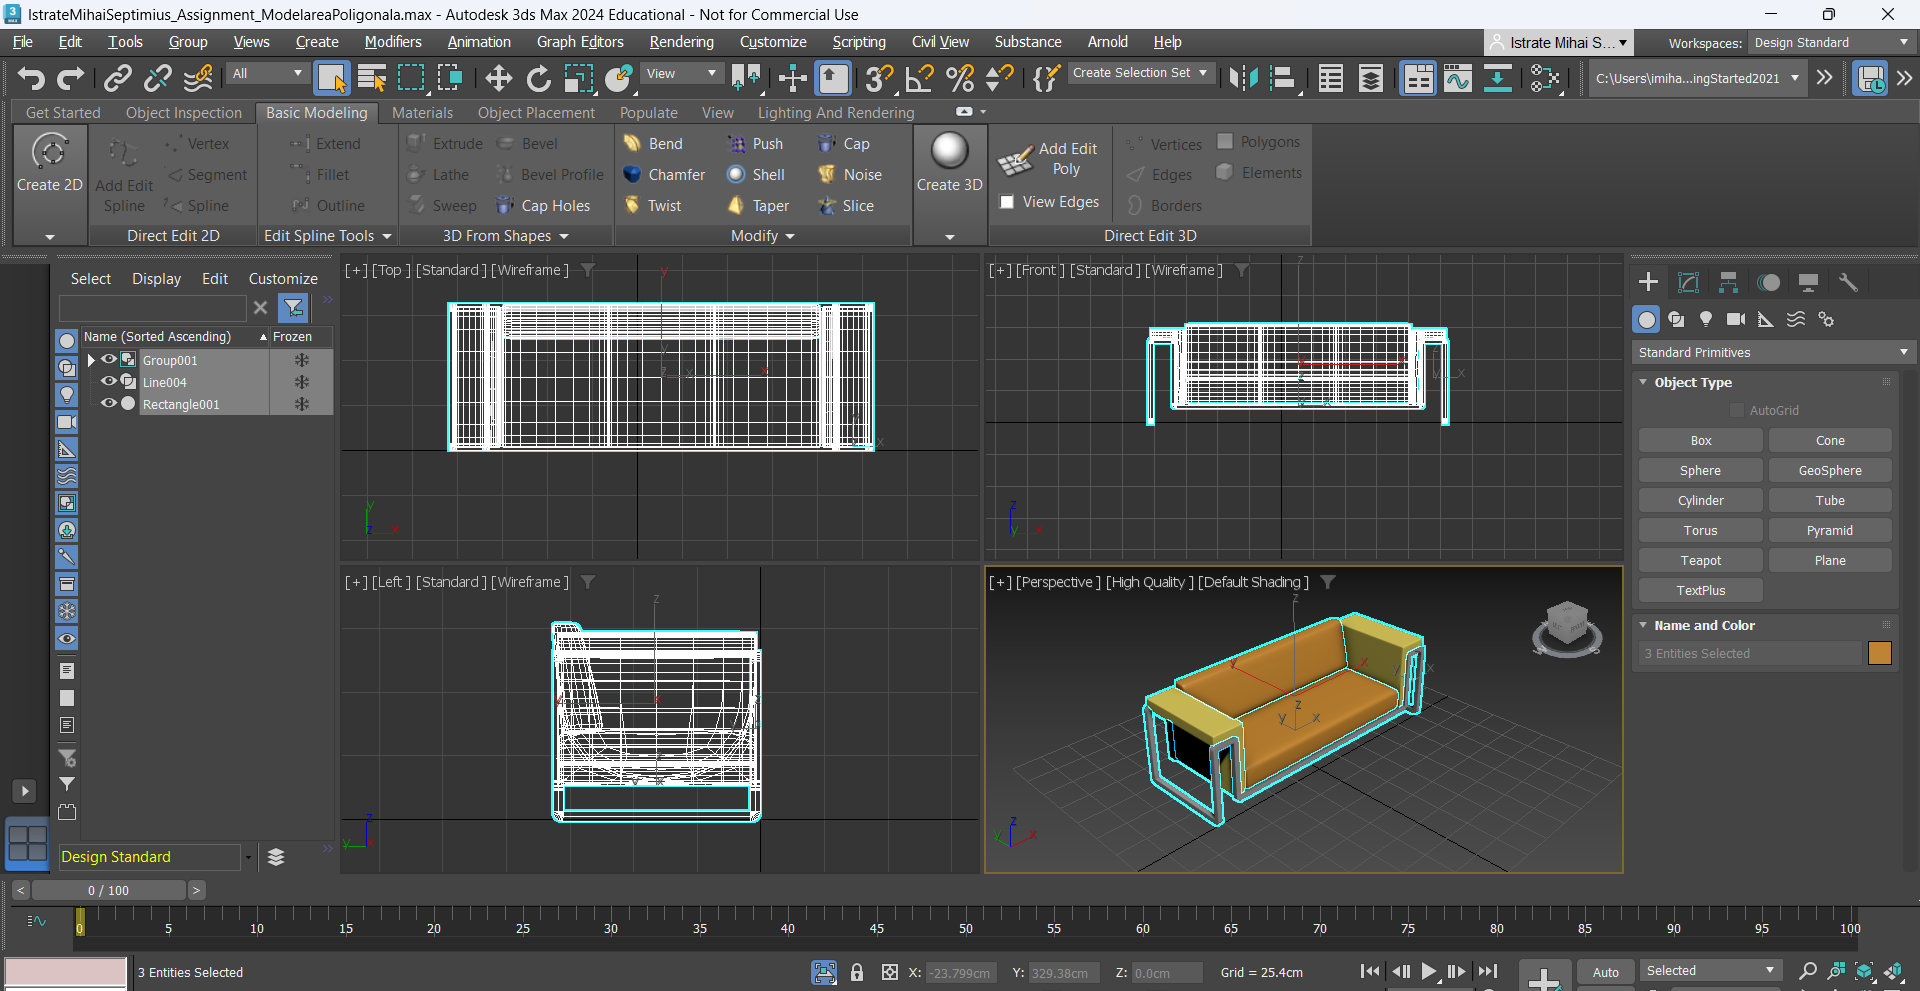 IstrateMihaiSeptimius_Assignment_ModelareaPoligonala.max - Autodesk 3ds Max 2024 Educational - Not for Commercial Use
File Edit Tools Group Views Create Modifiers Animation Graph Editors Rendering Customize Scripting Civil View Substance Arnold Help Istrate Mihai S... Workspaces: Design Standard
All View Create Selection Set C:\Users\imiha...ingStarted2021
Get Started Object Inspection Basic Modeling Materials Object Placement Populate View Lighting And Rendering
Create 2D
Add Edit Spline
Vertex
Segment
Spline
Direct Edit 2D
Extend
Fillet
Outline
Edit Spline Tools
Extrude Bevel
Lathe Bevel Profile
Sweep Cap Holes
3D From Shapes
Bend Push Cap
Chamfer Shell Noise
Twist Taper Slice
Modify
Create 3D
Add Edit Poly
View Edges
Vertices Polygons
Edges Elements
Borders
Direct Edit 3D
Select Display Edit Customize
Name (Sorted Ascending) Frozen
Group001
Line004
Rectangle001
Design Standard
[+] [Top ] [Standard ] [Wireframe ]
[+] [Front ] [Standard ] [Wireframe ]
[+] [Left ] [Standard ] [Wireframe ]
[+] [Perspective ] [High Quality ] [Default Shading ]
Standard Primitives
Object Type
AutoGrid
Box Cone
Sphere GeoSphere
Cylinder Tube
Torus Pyramid
Teapot Plane
TextPlus
Name and Color
3 Entities Selected
< 0 / 100 >
0 5 10 15 20 25 30 35 40 45 50 55 60 65 70 75 80 85 90 95 100
3 Entities Selected X: -23.799cm Y: 329.38cm Z: 0.0cm Grid = 25.4cm Auto Selected